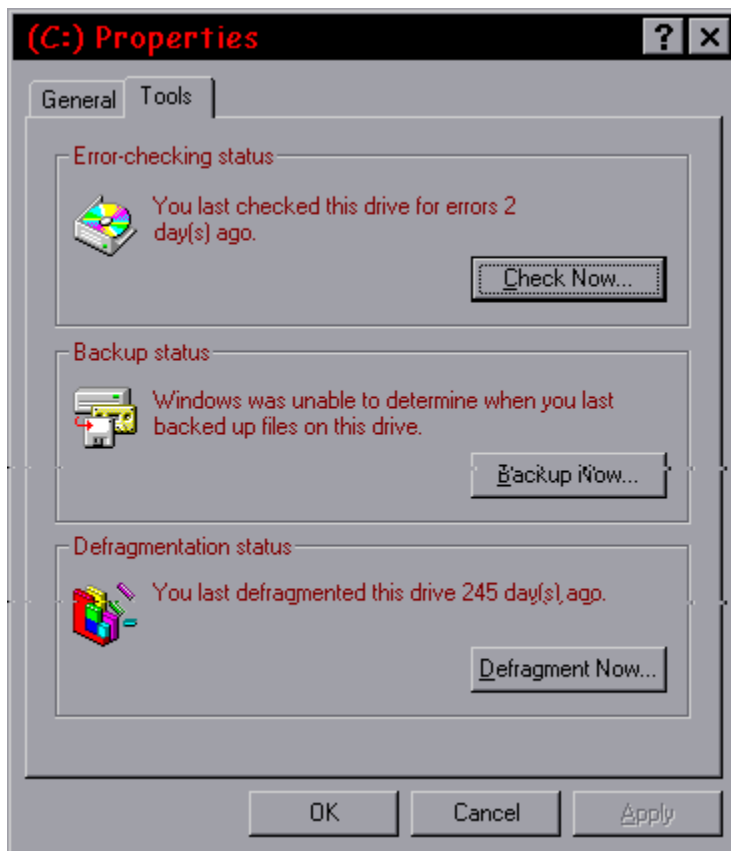 (C:) Properties
General Tools
Error-checking status
You last checked this drive for errors 2
day(s) ago.
Check Now...
Backup status
Windows was unable to determine when you last
backed up files on this drive.
Backup Now...
Defragmentation status
You last defragmented this drive 245 day(s) ago.
Defragment Now...
OK Cancel Apply